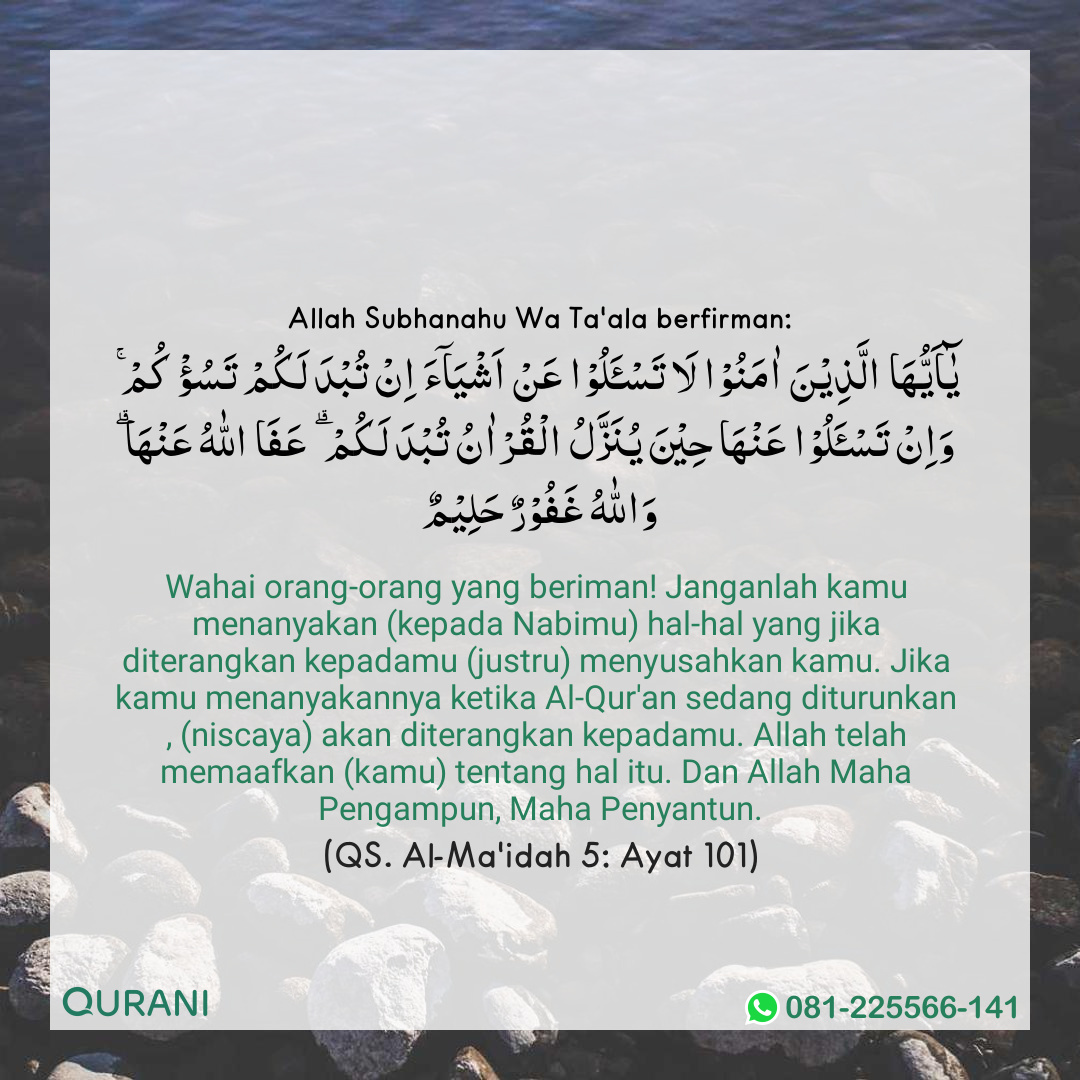 Allah Subhanahu Wa Ta'ala berfirman:
يٰۤاَيُّهَا الَّذِيْنَ اٰمَنُوْا لَا تَسْـَٔلُوْا عَنْ اَشْيَآءَ اِنْ تُبْدَ لَـكُمْ تَسُؤْكُمْ ۚ
وَاِنْ تَسْـَٔلُوْا عَنْهَا حِيْنَ يُنَزَّلُ الْقُرْاٰنُ تُبْدَ لَـكُمْ ۗ عَفَا اللّٰهُ عَنْهَا ۗ
وَاللّٰهُ غَفُوْرٌ حَلِيْمٌ
Wahai orang-orang yang beriman! Janganlah kamu
menanyakan (kepada Nabimu) hal-hal yang jika
diterangkan kepadamu (justru) menyusahkan kamu. Jika
kamu menanyakannya ketika Al-Qur'an sedang diturunkan
, (niscaya) akan diterangkan kepadamu. Allah telah
memaafkan (kamu) tentang hal itu. Dan Allah Maha
Pengampun, Maha Penyantun.
(QS. Al-Ma'idah 5: Ayat 101)
QURANI
081-225566-141